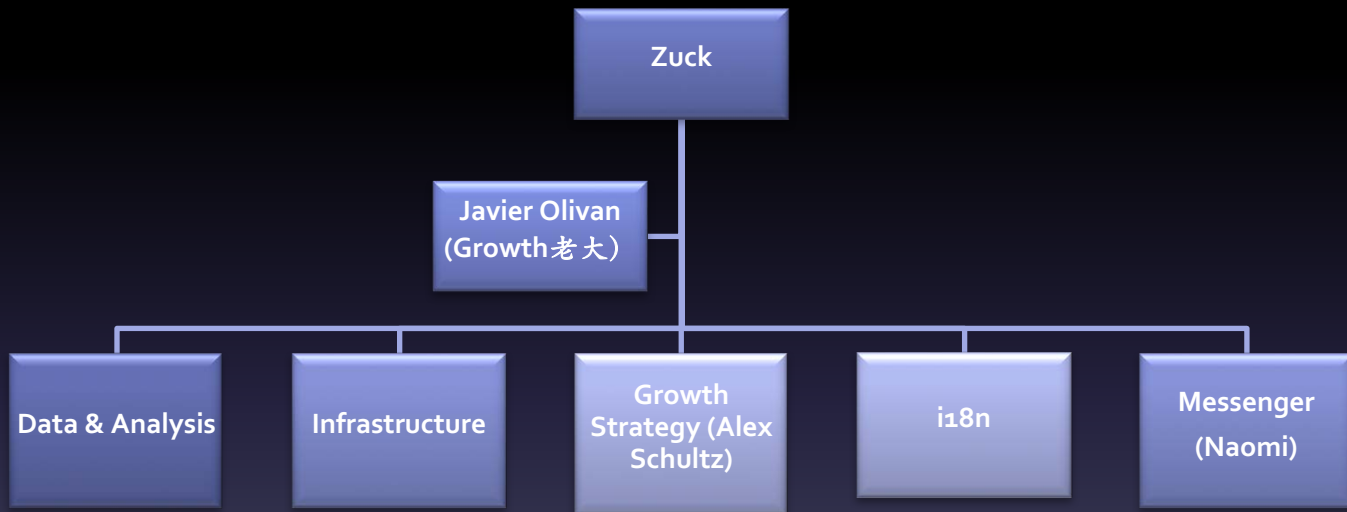 Zuck
Javier Olivan
(Growth老大）
Data & Analysis
Infrastructure
Growth
Strategy (Alex
Schultz)
i18n
Messenger
(Naomi)